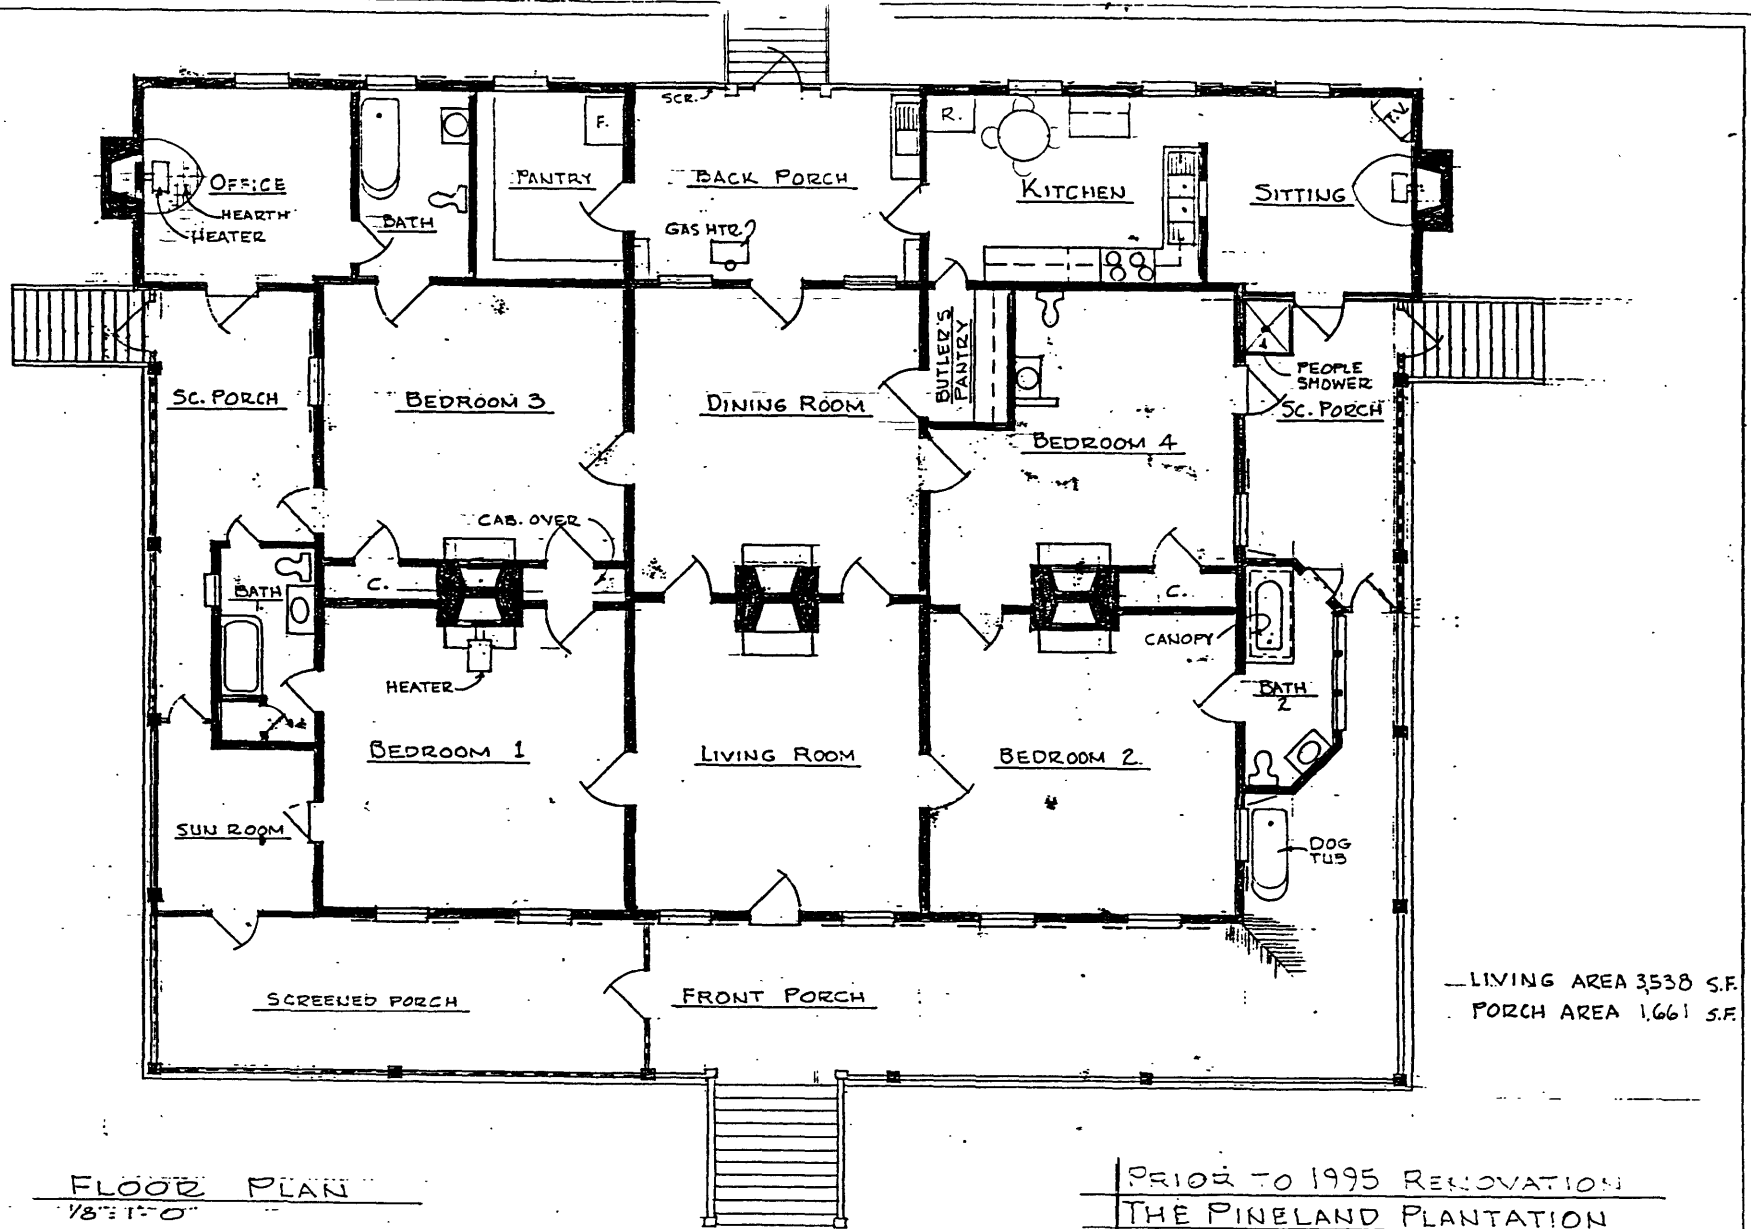 SCR.
R.
T.V.
F.
OFFICE
PANTRY
BACK PORCH
KITCHEN
SITTING
HEARTH
HEATER
BATH
GAS HTR.
BUTLER'S
PANTRY
PEOPLE
SHOWER
SC. PORCH
BEDROOM 3
DINING ROOM
SC. PORCH
BEDROOM 4
CAB. OVER
C.
C.
BATH
1
CANOPY
HEATER
BATH
2
BEDROOM 1
LIVING ROOM
BEDROOM 2
SUN ROOM
DOG
TUB
SCREENED PORCH
FRONT PORCH
LIVING AREA 3,538 S.F.
PORCH AREA 1,661 S.F.
FLOOR PLAN
1/8"=1'-0"
PRIOR TO 1995 RENOVATION
THE PINELAND PLANTATION